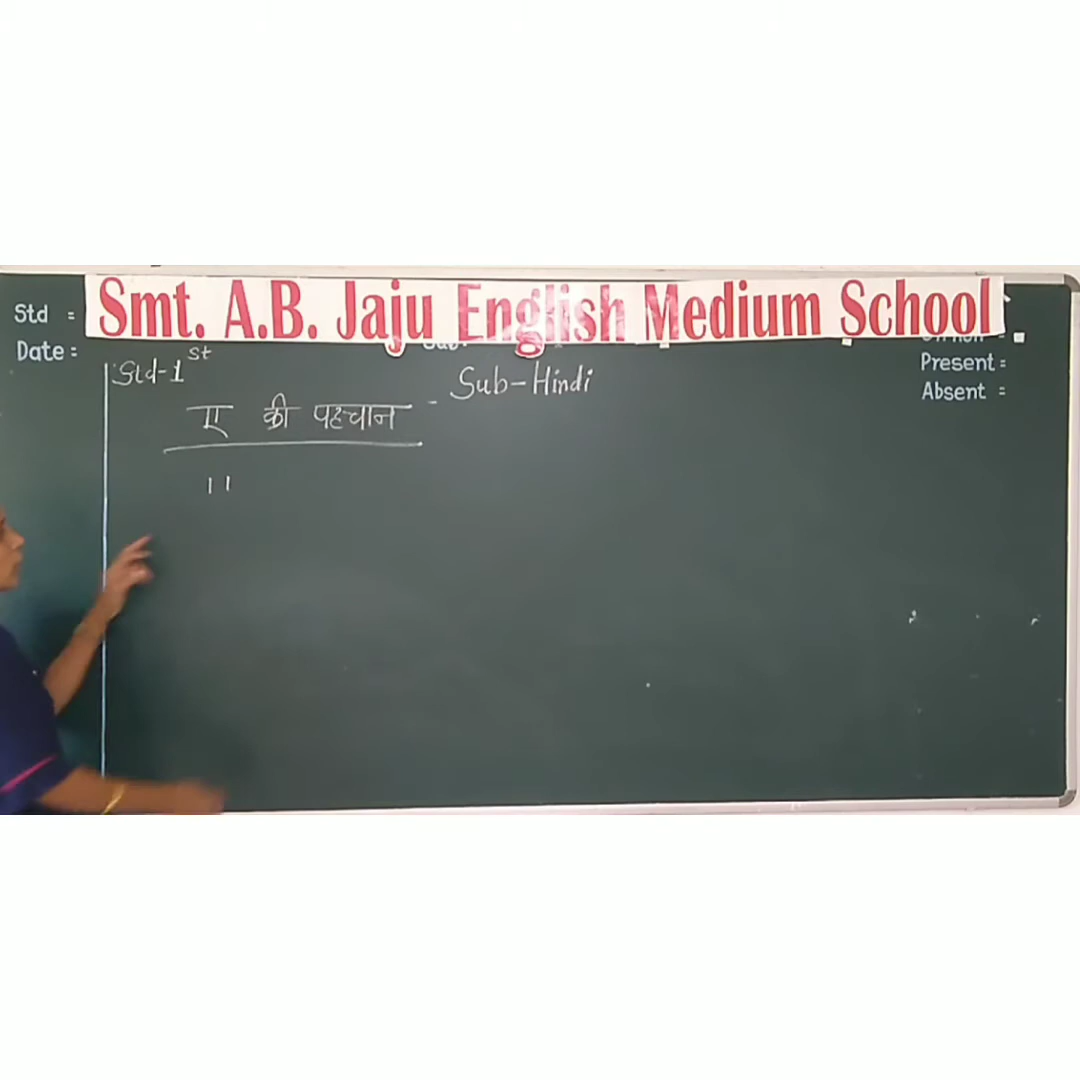 Smt. A.B. Jaju English Medium School
Std =
Date :
Present =
Absent =
Std-1st
Sub-Hindi
ए की पहचान